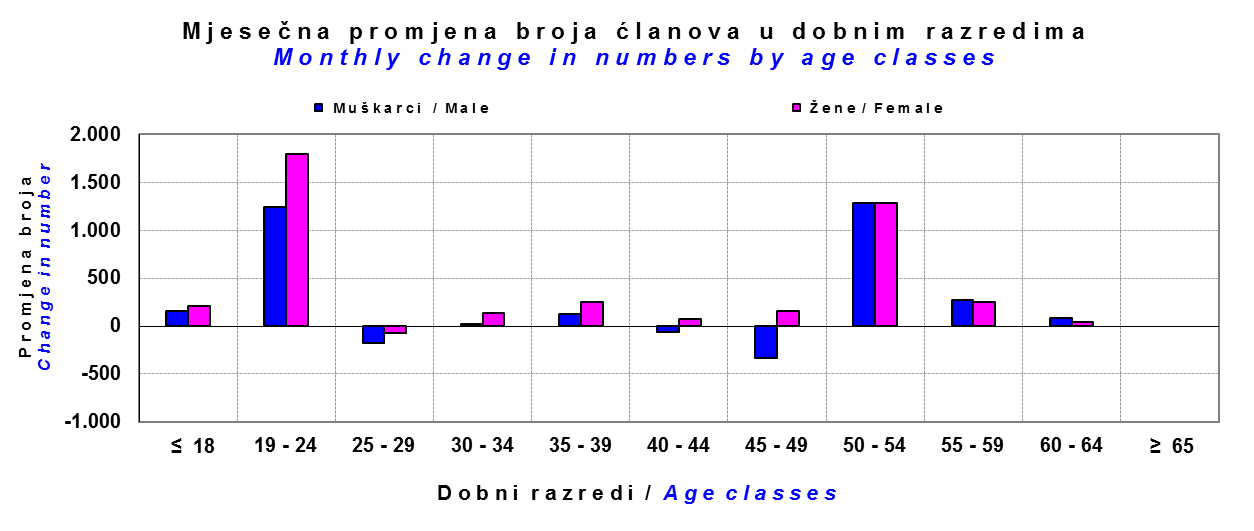 Mjesečna promjena broja ćlanova u dobnim razredima
Monthly change in numbers by age classes
Muškarci / Male
Žene / Female
Promjena broja
Change in number
2.000
1.500
1.000
500
0
-500
-1.000
≤ 18
19 - 24
25 - 29
30 - 34
35 - 39
40 - 44
45 - 49
50 - 54
55 - 59
60 - 64
≥ 65
Dobni razredi / Age classes